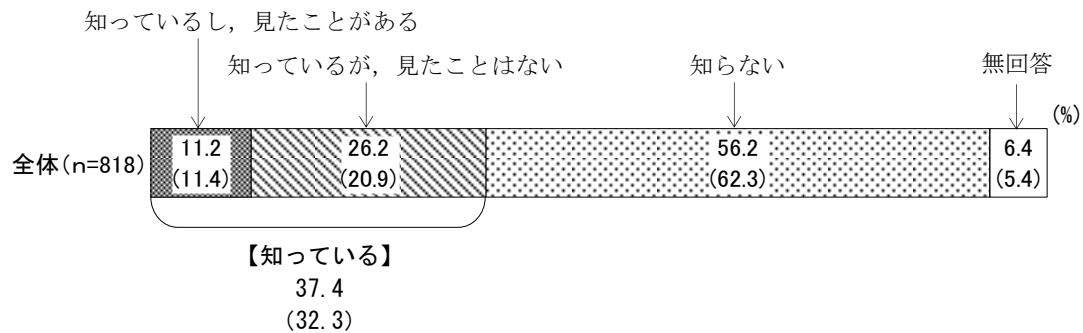 知っているし，見たことがある
知っているが，見たことはない
知らない
無回答
(%)
全体(n=818)
11.2
(11.4)
26.2
(20.9)
56.2
(62.3)
6.4
(5.4)
【知っている】
37.4
(32.3)